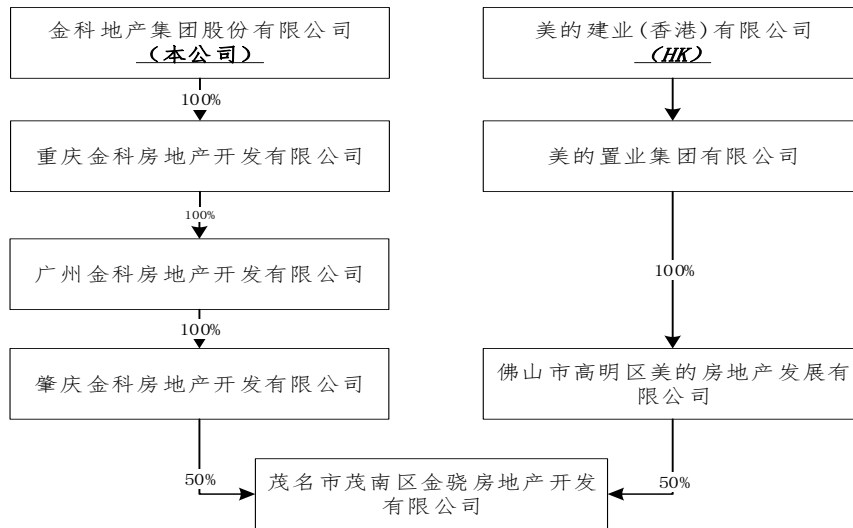 金科地产集团股份有限公司
（本公司）
美的建业(香港)有限公司
（HK）
100%
重庆金科房地产开发有限公司
美的置业集团有限公司
100%
广州金科房地产开发有限公司
100%
100%
肇庆金科房地产开发有限公司
佛山市高明区美的房地产发展有
限公司
50%
茂名市茂南区金骁房地产开发
有限公司
50%